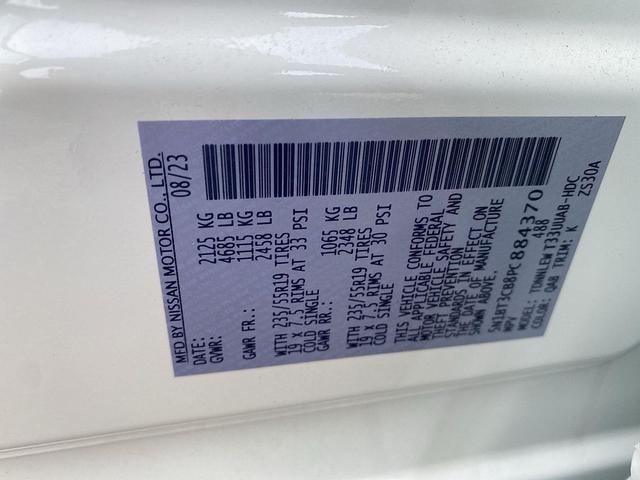 MFD BY NISSAN MOTOR CO., LTD.
DATE: 08/23
GVWR: 2125 KG
4685 LB
GAWR FR.: 1115 KG
2458 LB
WITH 235/55R19 TIRES
19 X 7.5 RIMS AT 33 PSI
COLD SINGLE
GAWR RR.: 1065 KG
2348 LB
WITH 235/55R19 TIRES
19 X 7.5 RIMS AT 30 PSI
COLD SINGLE
THIS VEHICLE CONFORMS TO
ALL APPLICABLE FEDERAL
MOTOR VEHICLE SAFETY AND
THEFT PREVENTION
STANDARDS IN EFFECT ON
THE DATE OF MANUFACTURE
SHOWN ABOVE.
5N1BT3CB8PC884370
MPV 488
MODEL: TDNNLEW T33UUAB-HDC
QAB TRIM: K ZS30A